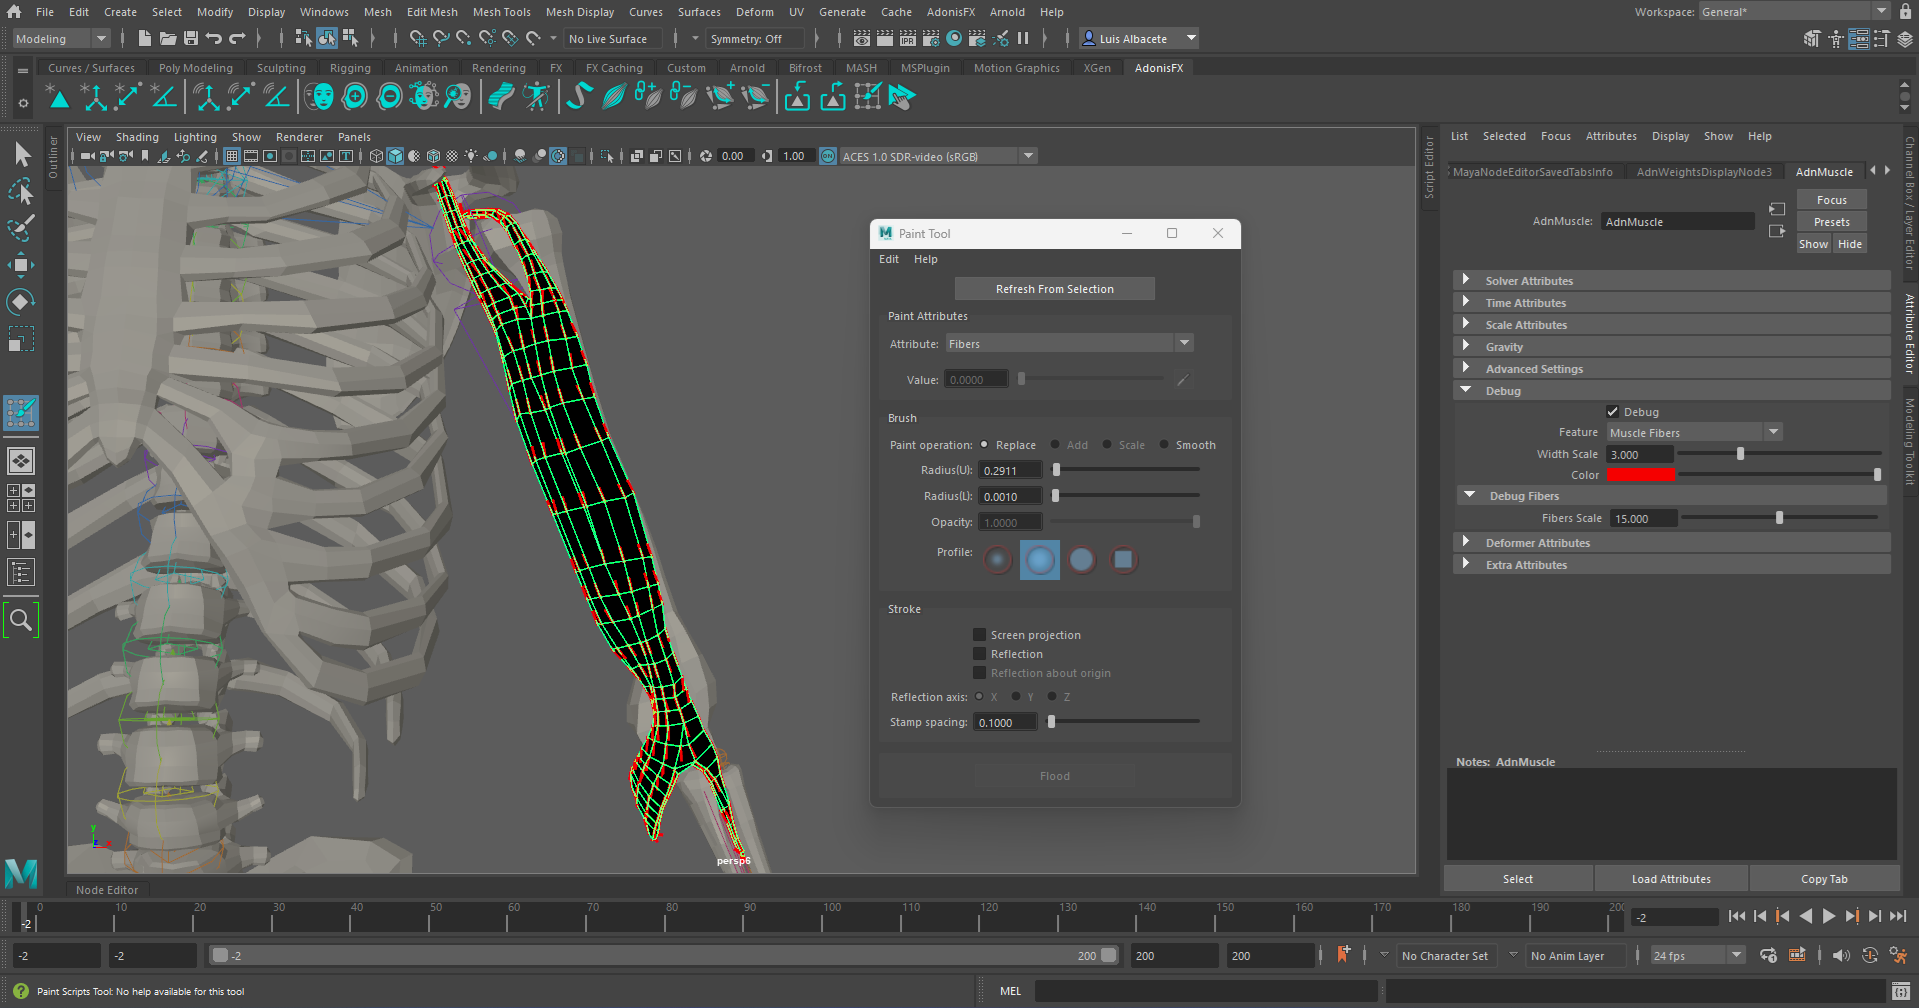 File Edit Create Select Modify Display Windows Mesh Edit Mesh Mesh Tools Mesh Display Curves Surfaces Deform UV Generate Cache AdonisFX Arnold Help
Workspace: General*
Modeling
No Live Surface
Symmetry: Off
IPR
Luis Albacete
Curves / Surfaces Poly Modeling Sculpting Rigging Animation Rendering FX FX Caching Custom Arnold Bifrost MASH MSPlugin Motion Graphics XGen AdonisFX
Outliner
View Shading Lighting Show Renderer Panels
0.00
1.00
ON
ACES 1.0 SDR-video (sRGB)
Script Editor
List Selected Focus Attributes Display Show Help
MayaNodeEditorSavedTabsInfo AdnWeightsDisplayNode3 AdnMuscle
AdnMuscle: AdnMuscle
Focus
Presets
Show Hide
Solver Attributes
Time Attributes
Scale Attributes
Gravity
Advanced Settings
Debug
Debug
Feature Muscle Fibers
Width Scale 3.000
Color
Debug Fibers
Fibers Scale 15.000
Deformer Attributes
Extra Attributes
Notes: AdnMuscle
Select Load Attributes Copy Tab
Channel Box / Layer Editor
Attribute Editor
Modeling Toolkit
M Paint Tool
Edit Help
Refresh From Selection
Paint Attributes
Attribute: Fibers
Value: 0.0000
Brush
Paint operation: Replace Add Scale Smooth
Radius(U): 0.2911
Radius(L): 0.0010
Opacity: 1.0000
Profile:
Stroke
Screen projection
Reflection
Reflection about origin
Reflection axis: X Y Z
Stamp spacing: 0.1000
Flood
y
z
persp6
M
Node Editor
0 10 20 30 40 50 60 70 80 90 100 110 120 130 140 150 160 170 180 190 200
-2
-2
-2
-2
-2
200
200
200
No Character Set
No Anim Layer
24 fps
Paint Scripts Tool: No help available for this tool
MEL